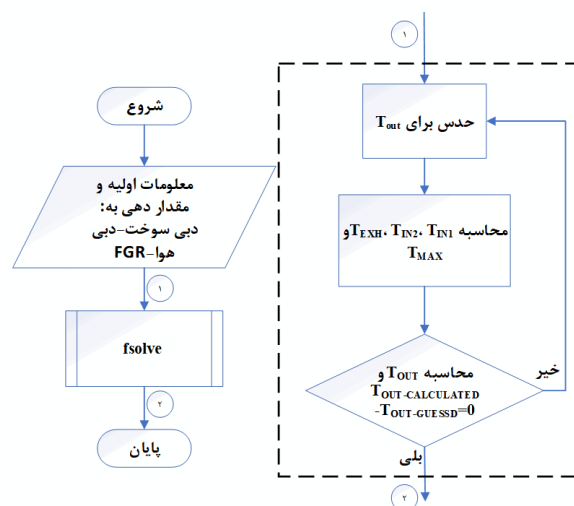 شروع
معلومات اولیه و
مقدار دهی به:
دبی سوخت-دبی
هوا-FGR
۱
fsolve
۲
پایان
۱
حدس برای Tout
محاسبه TIN1 ،TIN2 ،TEXH و
TMAX
محاسبه TOUT و
TOUT-CALCULATED
-TOUT-GUESSD=0
خیر
بلی
۲